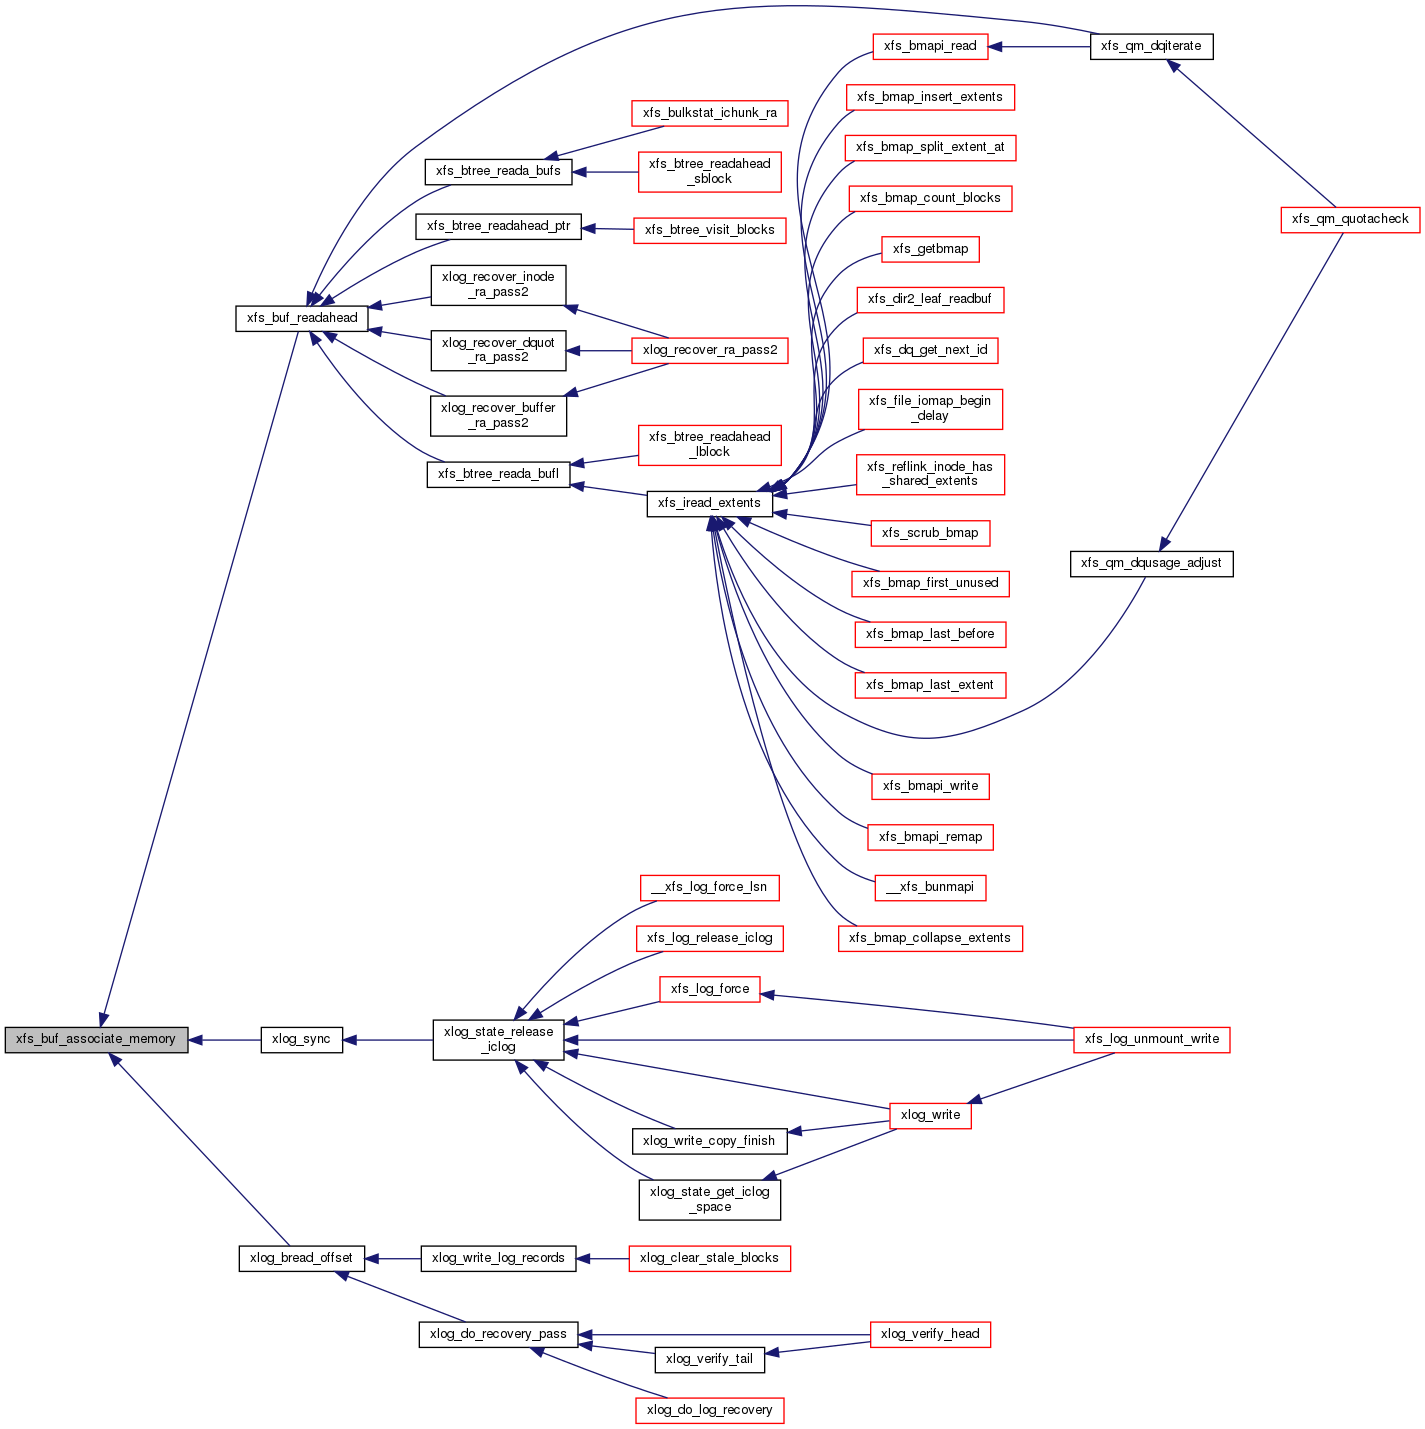 xfs_bmapi_read
xfs_qm_dqiterate
xfs_bmap_insert_extents
xfs_bulkstat_ichunk_ra
xfs_bmap_split_extent_at
xfs_btree_reada_bufs
xfs_btree_readahead
_sblock
xfs_bmap_count_blocks
xfs_qm_quotacheck
xfs_btree_readahead_ptr
xfs_btree_visit_blocks
xfs_getbmap
xlog_recover_inode
_ra_pass2
xfs_dir2_leaf_readbuf
xfs_buf_readahead
xlog_recover_dquot
_ra_pass2
xlog_recover_ra_pass2
xfs_dq_get_next_id
xlog_recover_buffer
_ra_pass2
xfs_file_iomap_begin
_delay
xfs_btree_readahead
_lblock
xfs_btree_reada_bufl
xfs_reflink_inode_has
_shared_extents
xfs_iread_extents
xfs_scrub_bmap
xfs_qm_dqusage_adjust
xfs_bmap_first_unused
xfs_bmap_last_before
xfs_bmap_last_extent
xfs_bmapi_write
xfs_bmapi_remap
__xfs_log_force_lsn
__xfs_bunmapi
xfs_log_release_iclog
xfs_bmap_collapse_extents
xfs_log_force
xfs_buf_associate_memory
xlog_sync
xlog_state_release
_iclog
xfs_log_unmount_write
xlog_write
xlog_write_copy_finish
xlog_state_get_iclog
_space
xlog_bread_offset
xlog_write_log_records
xlog_clear_stale_blocks
xlog_do_recovery_pass
xlog_verify_head
xlog_verify_tail
xlog_do_log_recovery